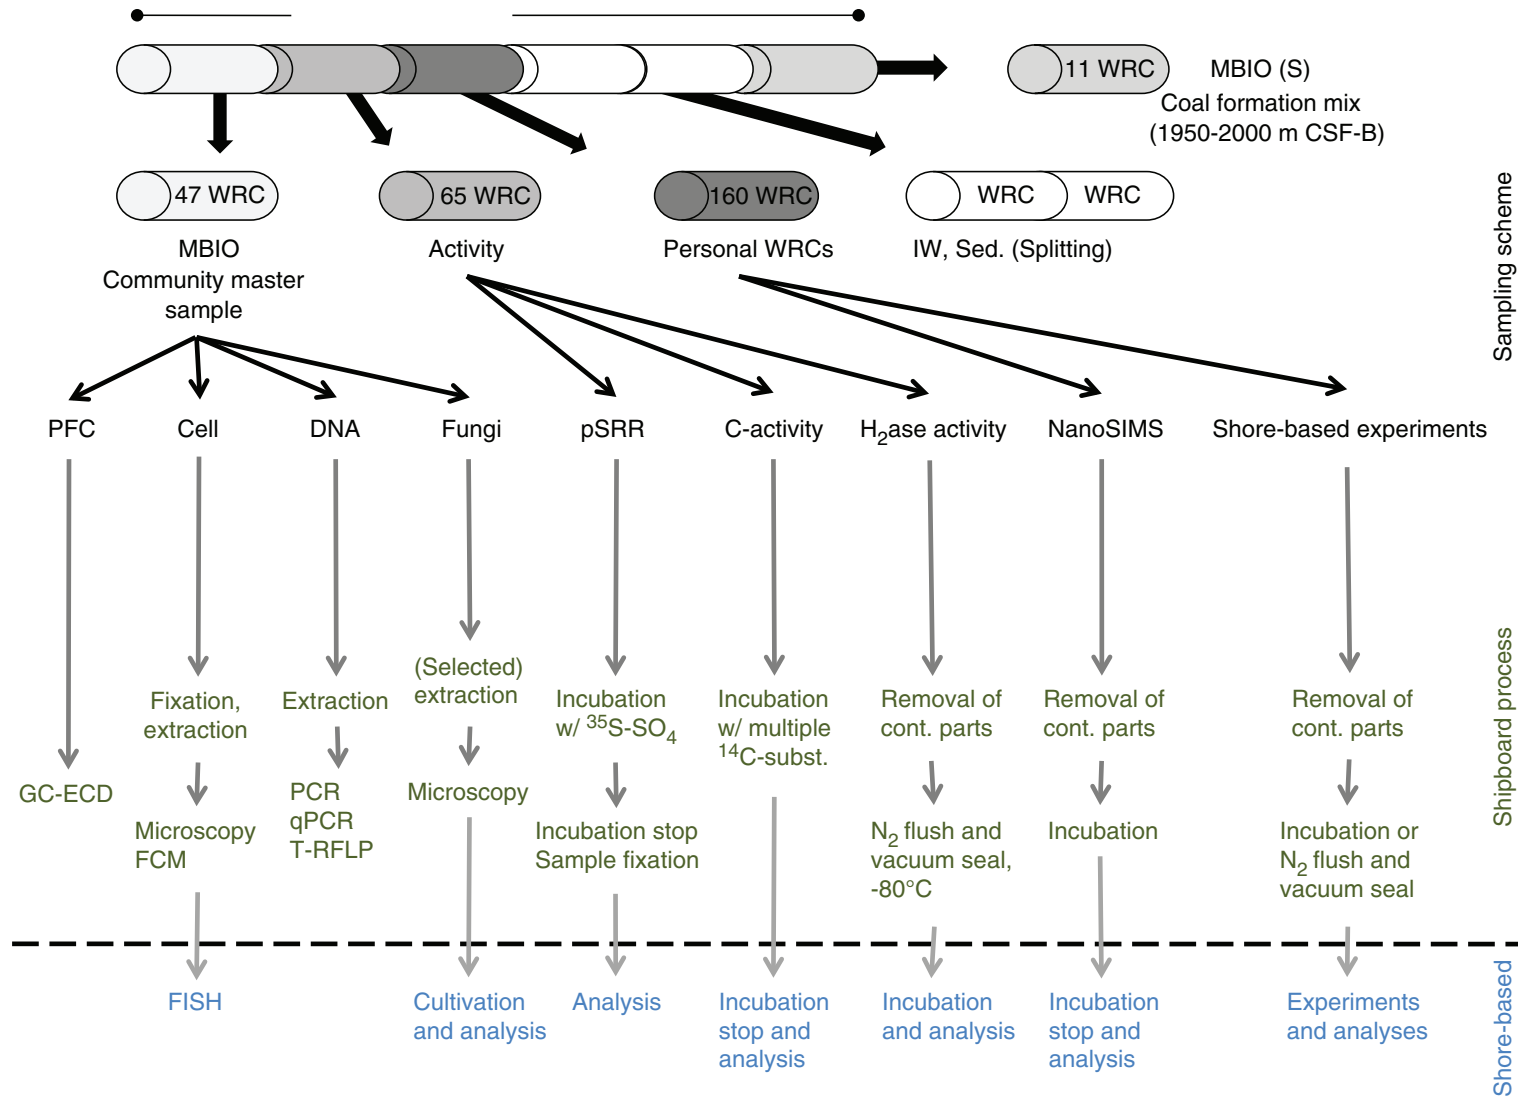 11 WRC
MBIO (S)
Coal formation mix
(1950-2000 m CSF-B)
47 WRC
65 WRC
160 WRC
WRC
WRC
MBIO
Community master
sample
Activity
Personal WRCs
IW, Sed. (Splitting)
Sampling scheme
PFC
Cell
DNA
Fungi
pSRR
C-activity
H2ase activity
NanoSIMS
Shore-based experiments
GC-ECD
Fixation,
extraction
Microscopy
FCM
Extraction
PCR
qPCR
T-RFLP
(Selected)
extraction
Microscopy
Incubation
w/ 35S-SO4
Incubation stop
Sample fixation
Incubation
w/ multiple
14C-subst.
Removal of
cont. parts
N2 flush and
vacuum seal,
-80°C
Removal of
cont. parts
Incubation
Removal of
cont. parts
Incubation or
N2 flush and
vacuum seal
Shipboard process
FISH
Cultivation
and analysis
Analysis
Incubation
stop and
analysis
Incubation
and analysis
Incubation
stop and
analysis
Experiments
and analyses
Shore-based